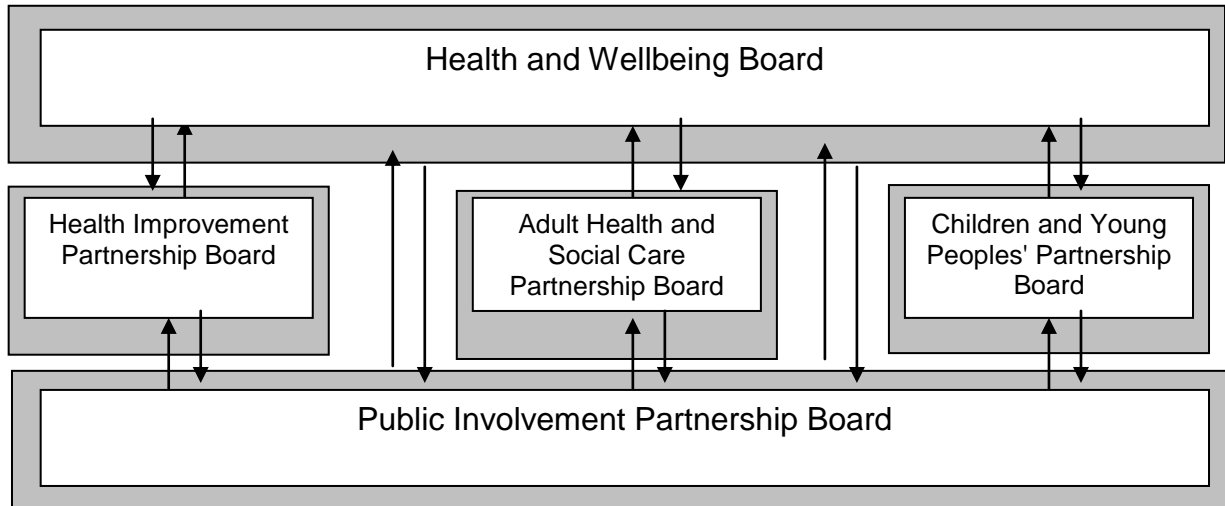 Health and Wellbeing Board
Health Improvement
Partnership Board
Adult Health and
Social Care
Partnership Board
Children and Young
Peoples' Partnership
Board
Public Involvement Partnership Board